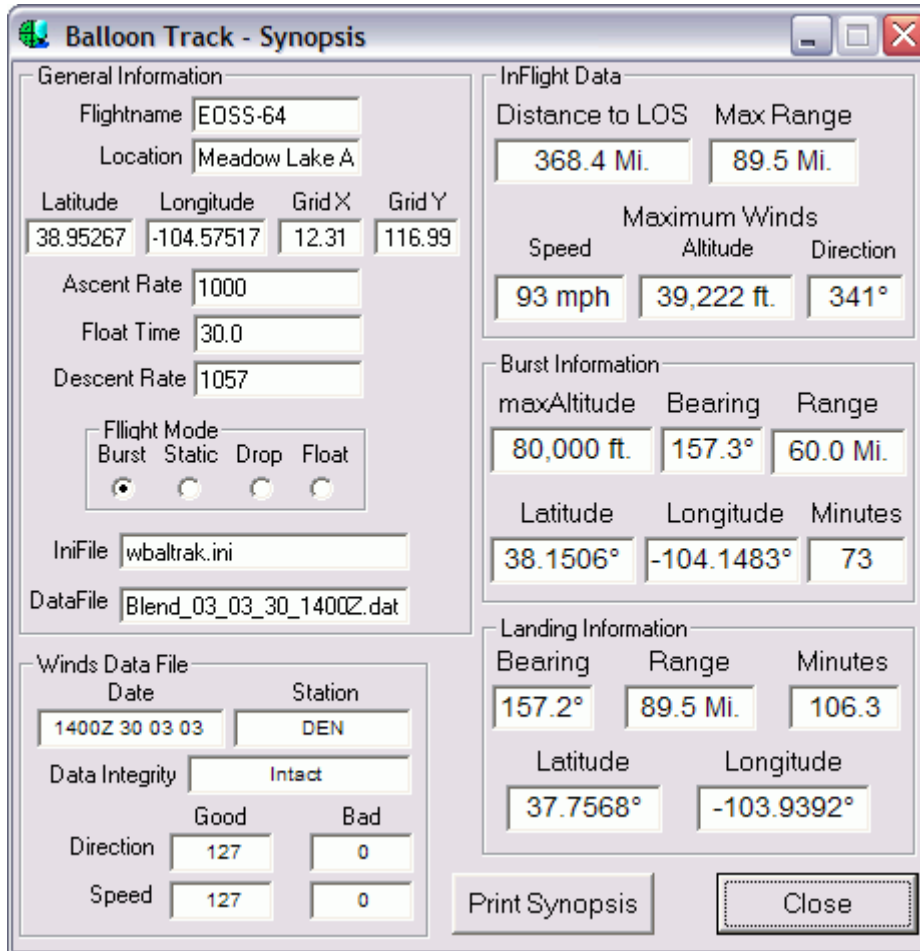 Balloon Track - Synopsis
General Information
Flightname EOSS-64
Location Meadow Lake A
Latitude Longitude Grid X Grid Y
38.95267 -104.57517 12.31 116.99
Ascent Rate 1000
Float Time 30.0
Descent Rate 1057
Fllight Mode
Burst Static Drop Float
IniFile wbaltrak.ini
DataFile Blend_03_03_30_1400Z.dat
Winds Data File
Date Station
1400Z 30 03 03 DEN
Data Integrity Intact
Good Bad
Direction 127 0
Speed 127 0
InFlight Data
Distance to LOS Max Range
368.4 Mi. 89.5 Mi.
Maximum Winds
Speed Altitude Direction
93 mph 39,222 ft. 341°
Burst Information
maxAltitude Bearing Range
80,000 ft. 157.3° 60.0 Mi.
Latitude Longitude Minutes
38.1506° -104.1483° 73
Landing Information
Bearing Range Minutes
157.2° 89.5 Mi. 106.3
Latitude Longitude
37.7568° -103.9392°
Print Synopsis Close